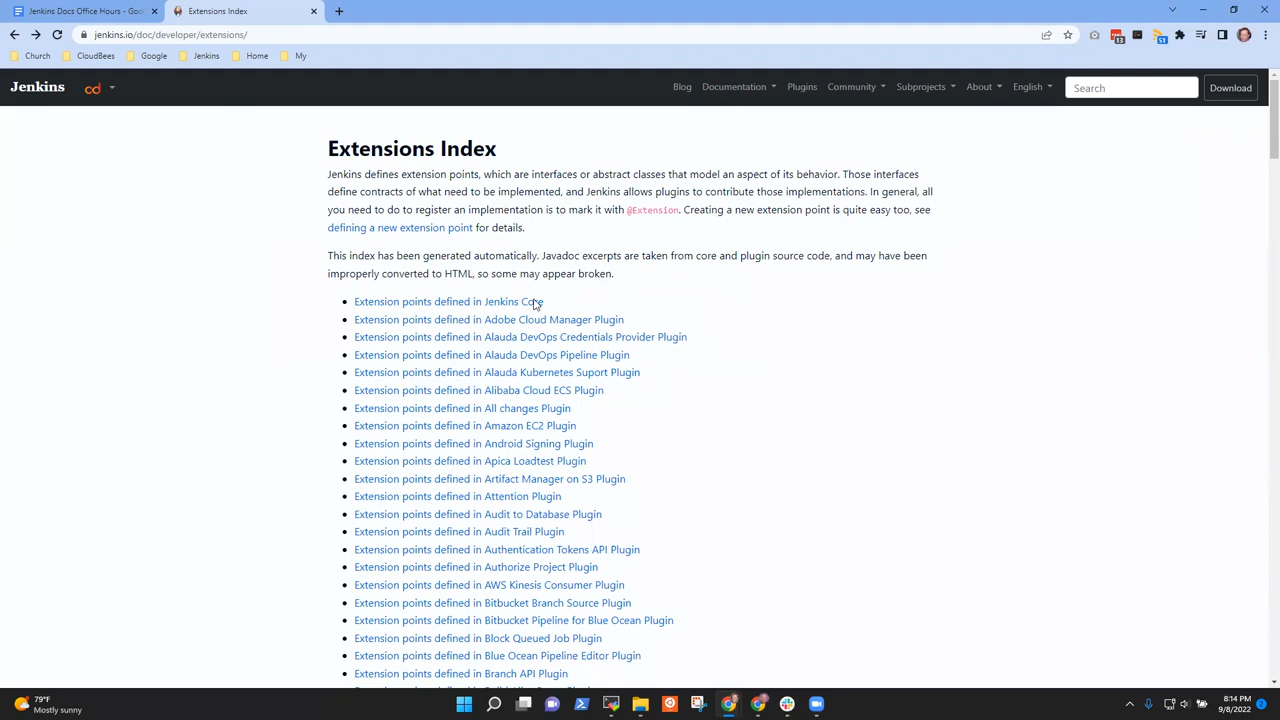 Jenkins Docs Office Hours - Goo
Extensions Index
jenkins.io/doc/developer/extensions/
13
51
Church
CloudBees
Google
Jenkins
Home
My
Jenkins
cd
Blog
Documentation
Plugins
Community
Subprojects
About
English
Search
Download
Extensions Index
Jenkins defines extension points, which are interfaces or abstract classes that model an aspect of its behavior. Those interfaces
define contracts of what need to be implemented, and Jenkins allows plugins to contribute those implementations. In general, all
you need to do to register an implementation is to mark it with @Extension. Creating a new extension point is quite easy too, see
defining a new extension point for details.
This index has been generated automatically. Javadoc excerpts are taken from core and plugin source code, and may have been
improperly converted to HTML, so some may appear broken.
Extension points defined in Jenkins Core
Extension points defined in Adobe Cloud Manager Plugin
Extension points defined in Alauda DevOps Credentials Provider Plugin
Extension points defined in Alauda DevOps Pipeline Plugin
Extension points defined in Alauda Kubernetes Suport Plugin
Extension points defined in Alibaba Cloud ECS Plugin
Extension points defined in All changes Plugin
Extension points defined in Amazon EC2 Plugin
Extension points defined in Android Signing Plugin
Extension points defined in Apica Loadtest Plugin
Extension points defined in Artifact Manager on S3 Plugin
Extension points defined in Attention Plugin
Extension points defined in Audit to Database Plugin
Extension points defined in Audit Trail Plugin
Extension points defined in Authentication Tokens API Plugin
Extension points defined in Authorize Project Plugin
Extension points defined in AWS Kinesis Consumer Plugin
Extension points defined in Bitbucket Branch Source Plugin
Extension points defined in Bitbucket Pipeline for Blue Ocean Plugin
Extension points defined in Block Queued Job Plugin
Extension points defined in Blue Ocean Pipeline Editor Plugin
Extension points defined in Branch API Plugin
79°F
Mostly sunny
8:14 PM
9/8/2022